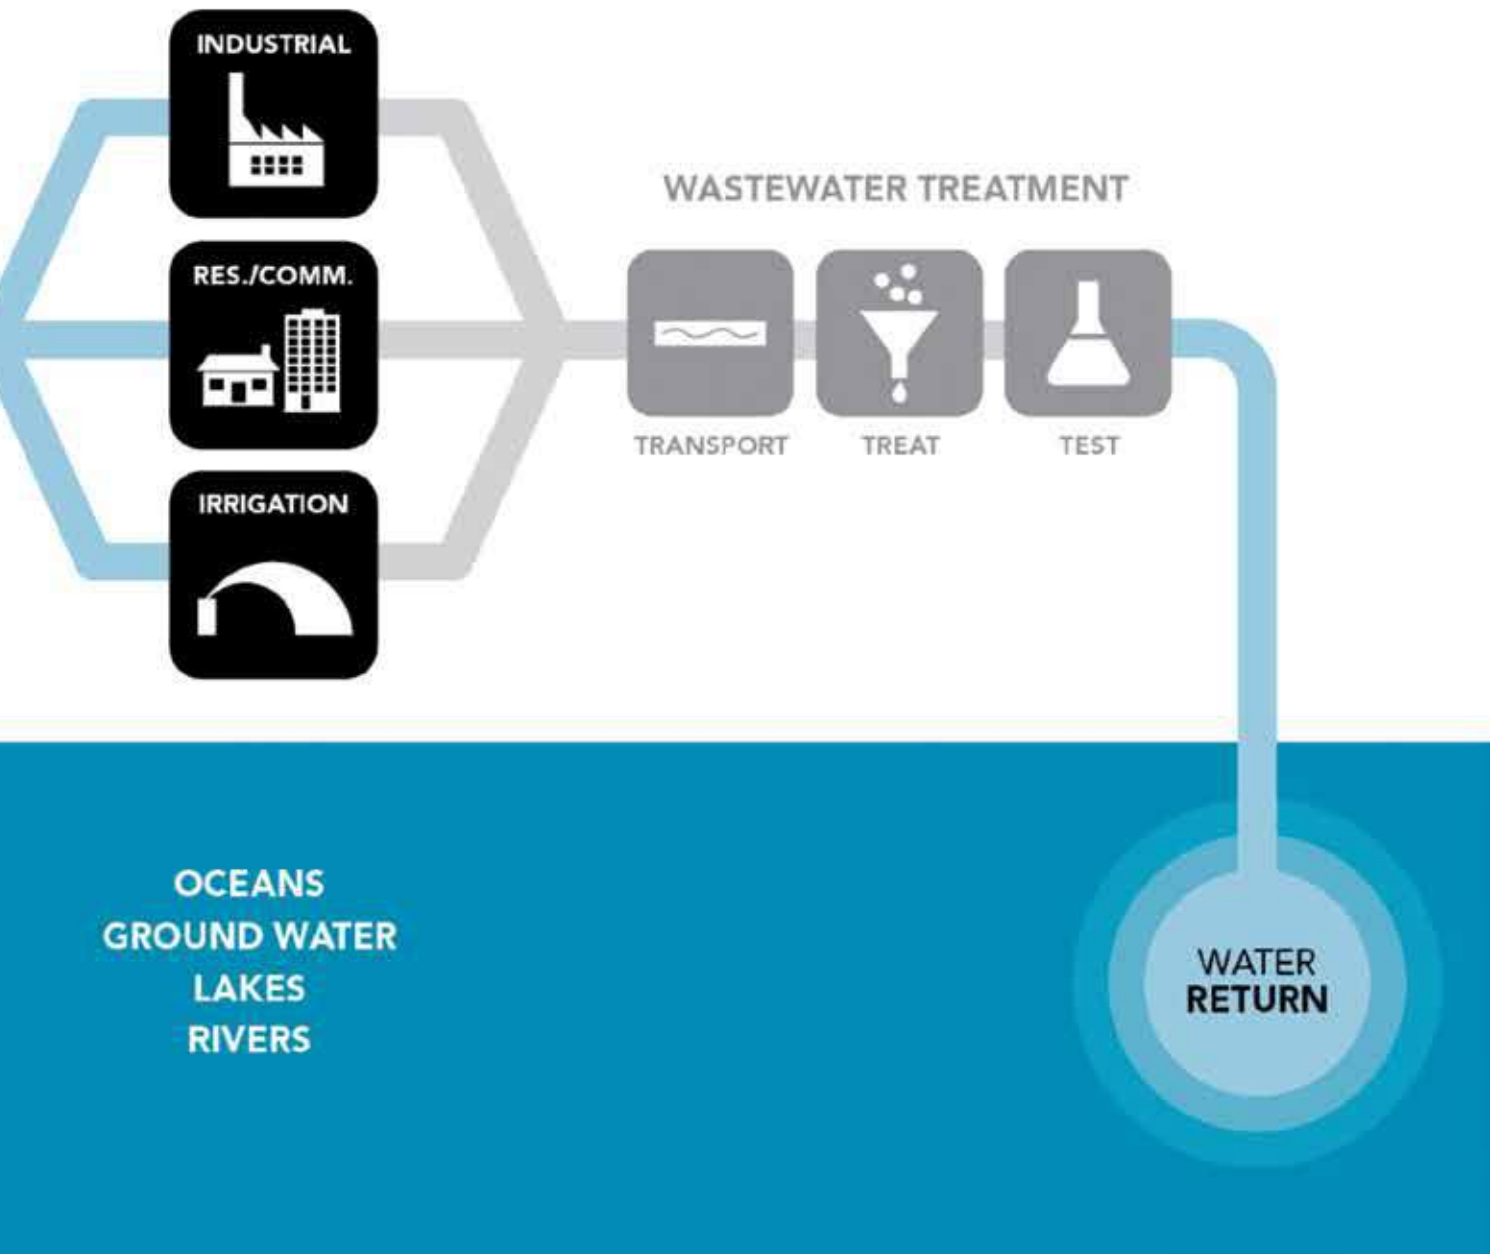 INDUSTRIAL
RES./COMM.
IRRIGATION
WASTEWATER TREATMENT
TRANSPORT
TREAT
TEST
OCEANS
GROUND WATER
LAKES
RIVERS
WATER
RETURN